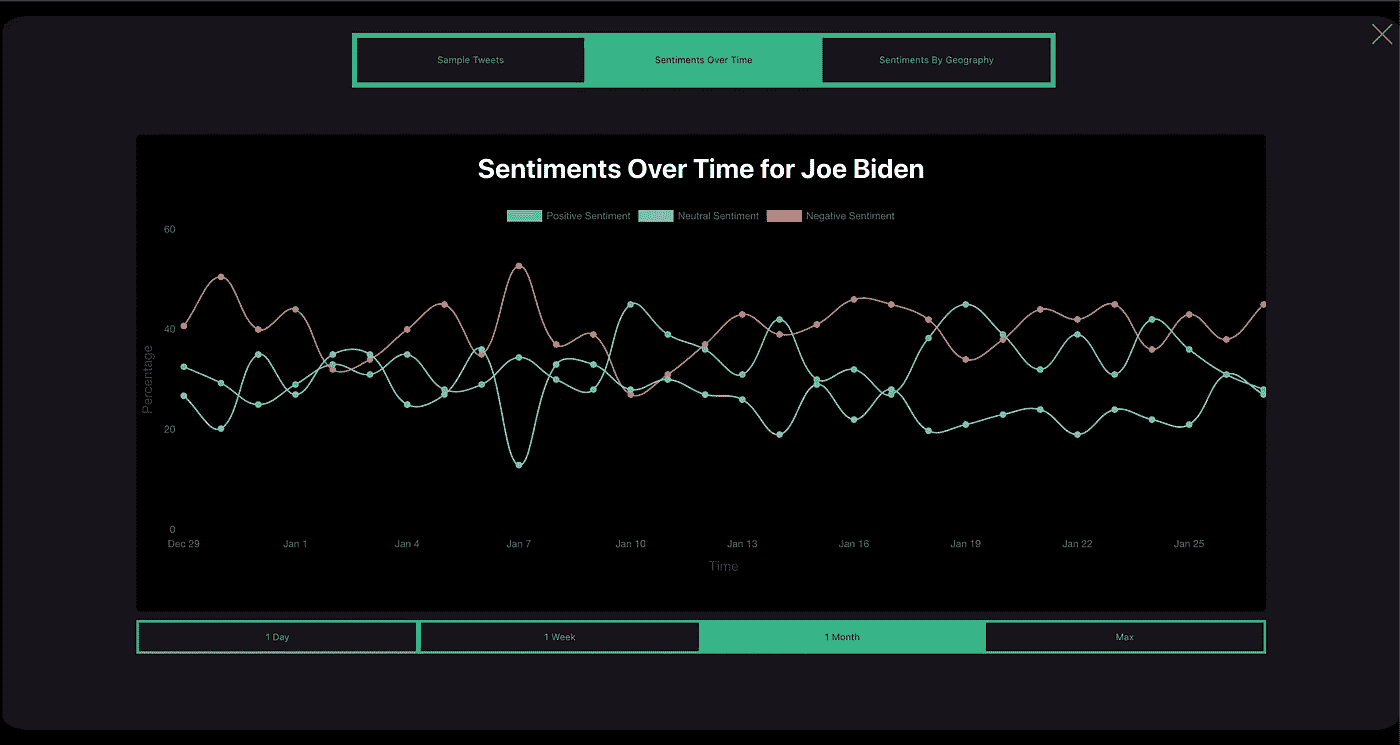 Sample Tweets
Sentiments Over Time
Sentiments By Geography
Sentiments Over Time for Joe Biden
Positive Sentiment
Neutral Sentiment
Negative Sentiment
60
40
20
0
Percentage
Dec 29
Jan 1
Jan 4
Jan 7
Jan 10
Jan 13
Jan 16
Jan 19
Jan 22
Jan 25
Time
1 Day
1 Week
1 Month
Max